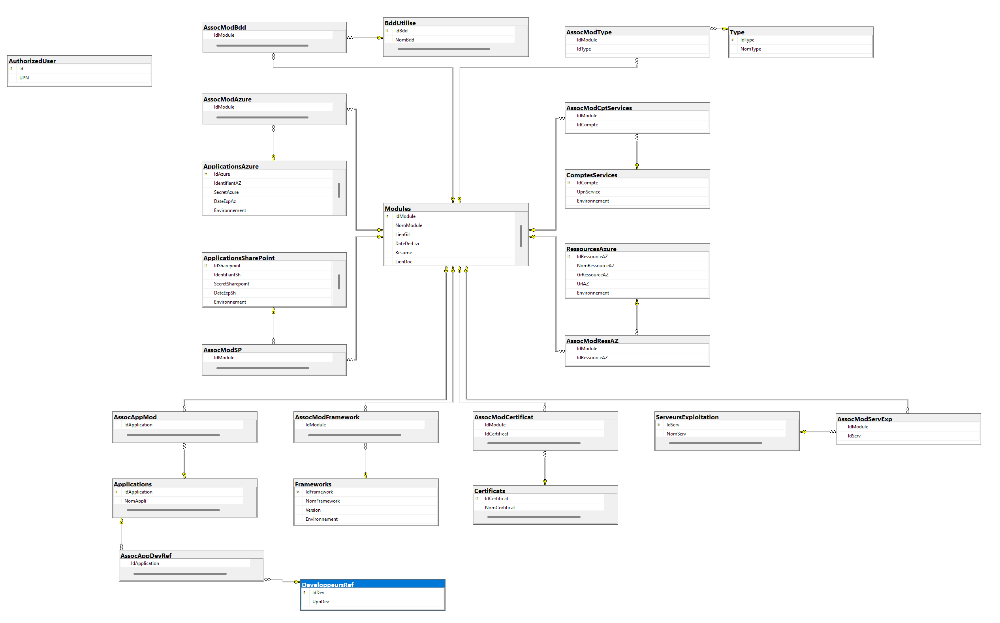 AssocModBdd
IdModule
BddUtilise
IdBdd
NomBdd
AssocModType
IdModule
IdType
Type
IdType
NomType
AuthorizedUser
Id
UPN
AssocModAzure
IdModule
AssocModCptServices
IdModule
IdCompte
ApplicationsAzure
IdAzure
IdentifiantAZ
SecretAzure
DateExpAz
Environnement
ComptesServices
IdCompte
UpnService
Environnement
Modules
IdModule
NomModule
LienGit
DateDerLivr
Resume
LienDoc
ApplicationsSharePoint
IdSharepoint
IdentifiantSh
SecretSharepoint
DateExpSh
Environnement
RessourcesAzure
IdRessourceAZ
NomRessourceAZ
GrRessourceAZ
UrlAZ
Environnement
AssocModSP
IdModule
AssocModRessAZ
IdModule
IdRessourceAZ
AssocAppMod
IdApplication
AssocModFramework
IdModule
AssocModCertificat
IdModule
IdCertificat
ServeursExploitation
IdServ
NomServ
AssocModServExp
IdModule
IdServ
Applications
IdApplication
NomAppli
Frameworks
IdFramework
NomFramework
Version
Environnement
Certificats
IdCertificat
NomCertificat
AssocAppDevRef
IdApplication
DeveloppeursRef
IdDev
UpnDev